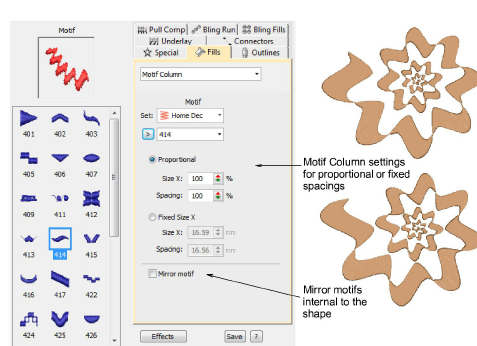 Motif
401 402 403
405 406 407
409 411 412
413 414 415
416 417 422
424 425 426
Pull Comp Bling Run Bling Fills
Underlay Connectors
Special Fills Outlines
Motif Column
Motif
Set: Home Dec
> 414
Proportional
Size X: 100 %
Spacing: 100 %
Fixed Size X
Size X: 16.59 mm
Spacing: 16.56 mm
Mirror motif
Effects Save ?
Motif Column settings
for proportional or fixed
spacings
Mirror motifs
internal to the
shape